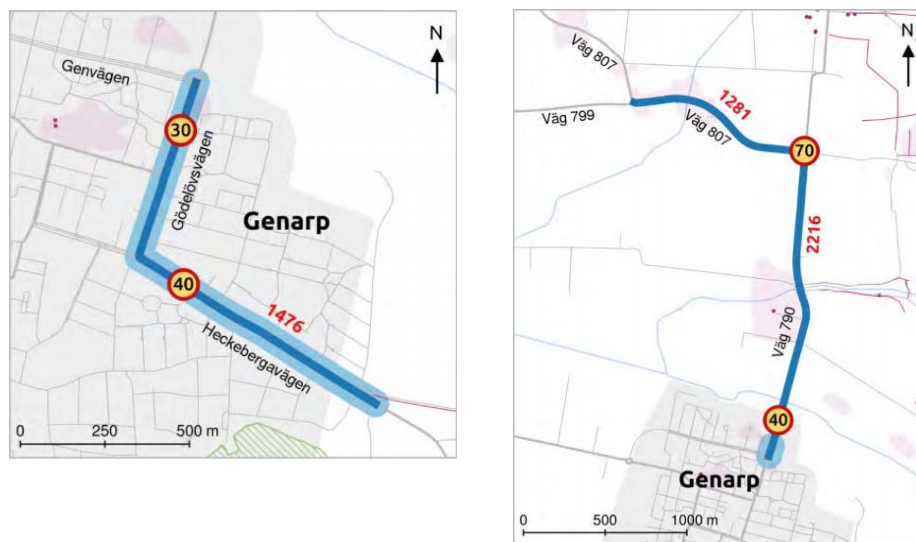 N
Genvägen
30
Gödelövsvägen
Genarp
40
1476
Heckebergavägen
0 250 500 m
N
Väg 807
1281
Väg 799
Väg 807
70
2216
Väg 790
40
Genarp
0 500 1000 m